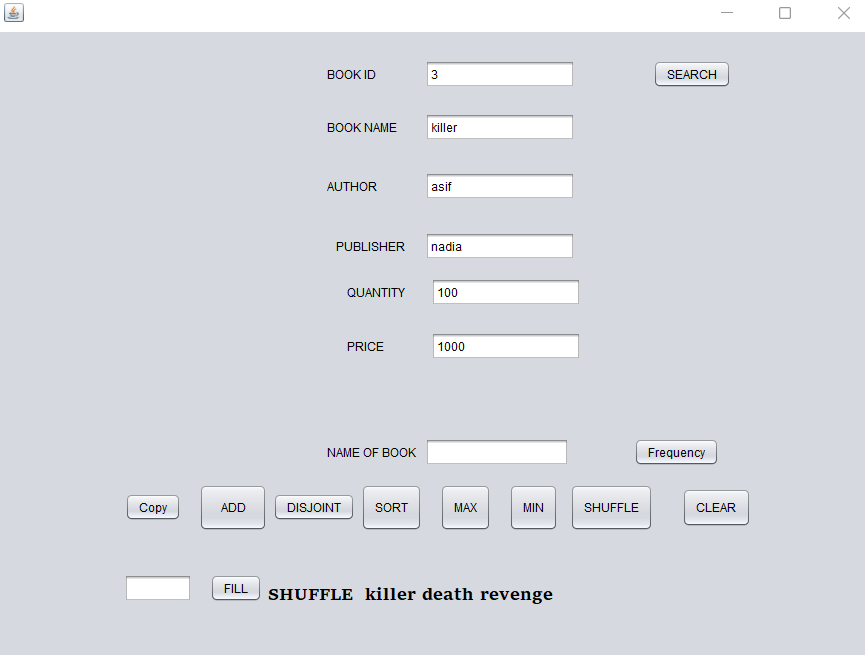 BOOK ID 3 SEARCH
BOOK NAME killer
AUTHOR asif
PUBLISHER nadia
QUANTITY 100
PRICE 1000
NAME OF BOOK Frequency
Copy ADD DISJOINT SORT MAX MIN SHUFFLE CLEAR
FILL SHUFFLE killer death revenge